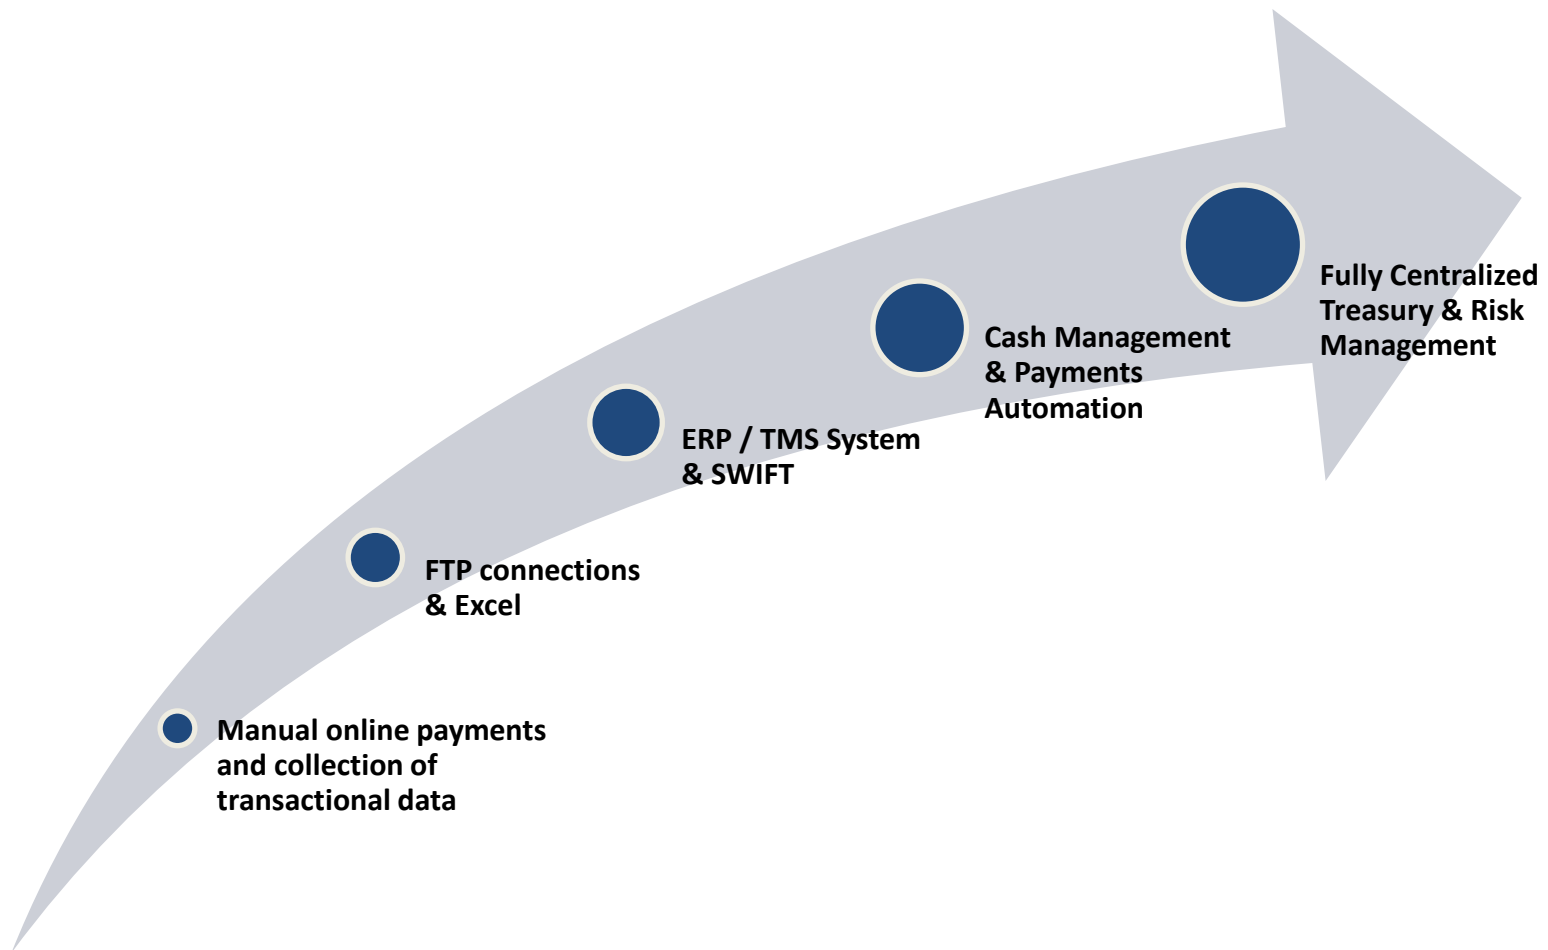 Fully Centralized
Treasury & Risk
Management
Cash Management
& Payments
Automation
ERP / TMS System
& SWIFT
FTP connections
& Excel
Manual online payments
and collection of
transactional data